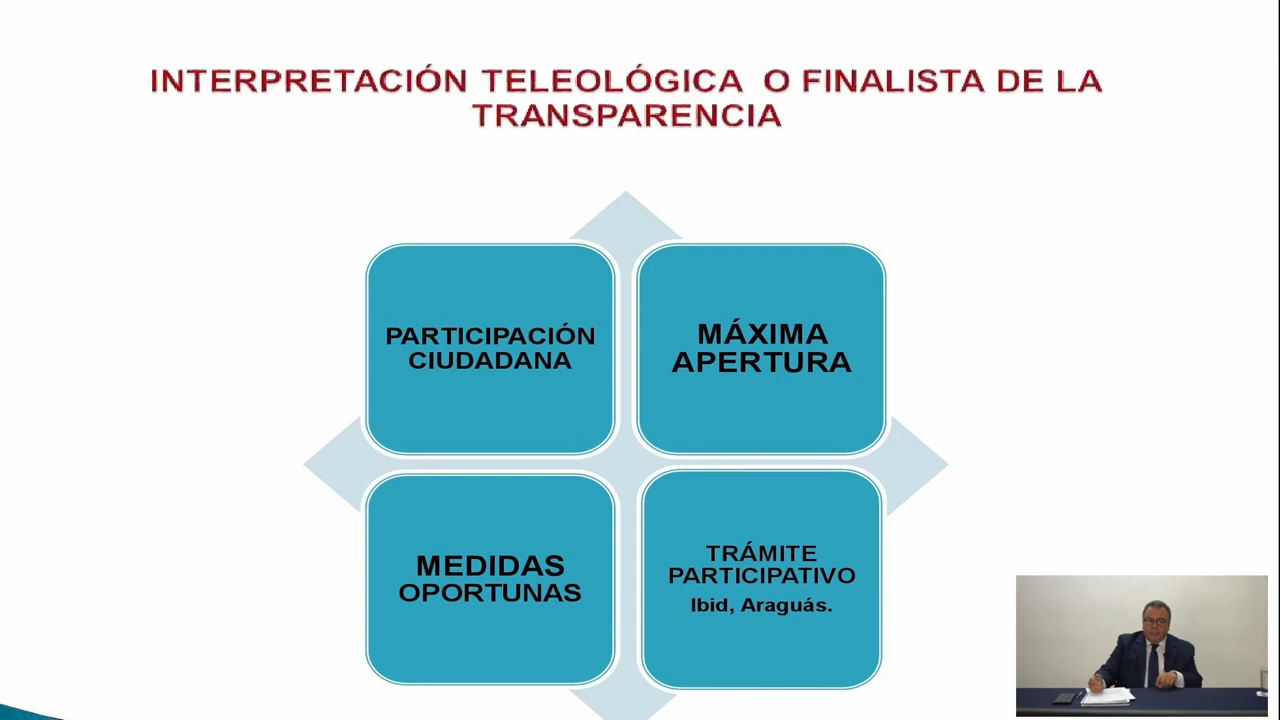 INTERPRETACIÓN TELEOLÓGICA O FINALISTA DE LA
TRANSPARENCIA
PARTICIPACIÓN
CIUDADANA
MÁXIMA
APERTURA
MEDIDAS
OPORTUNAS
TRÁMITE
PARTICIPATIVO
Ibid, Araguás.